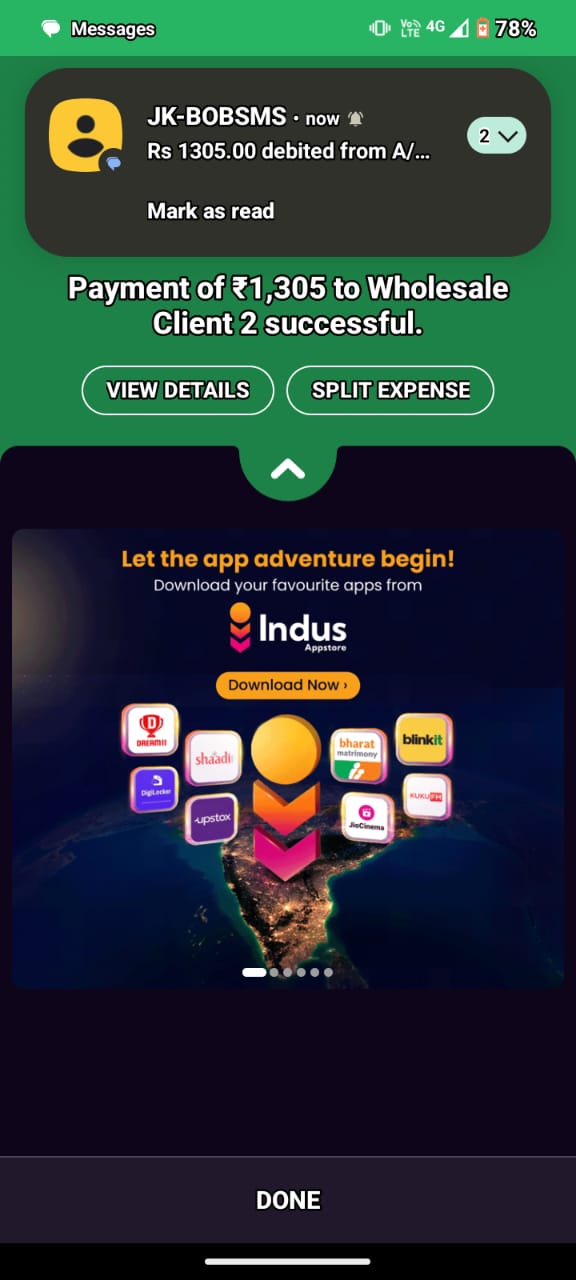 Messages
Vo)) LTE 4G 78%
JK-BOBSMS • now
Rs 1305.00 debited from A/...
2
Mark as read
Payment of ₹1,305 to Wholesale
Client 2 successful.
VIEW DETAILS
SPLIT EXPENSE
Let the app adventure begin!
Download your favourite apps from
Indus
Appstore
Download Now ›
DREAM11
shaadi
bharat
matrimony
blinkit
DigiLocker
upstox
JioCinema
KUKU FM
DONE